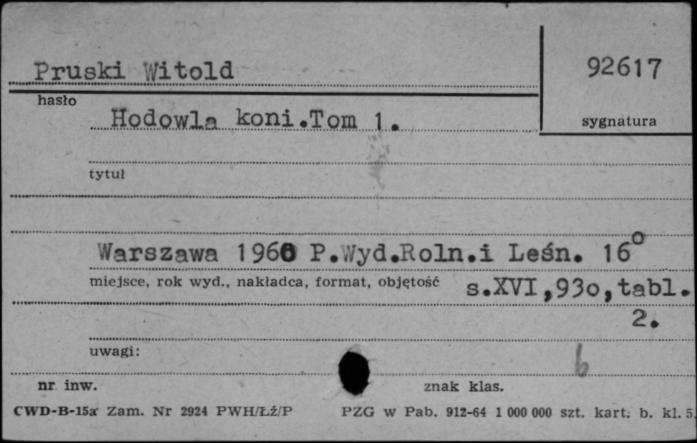 Pruski Witold
92617
hasło
sygnatura
Hodowla koni.Tom 1.
tytuł
Warszawa 1960 P.Wyd.Roln.i Leśn. 16o
miejsce, rok wyd., nakładca, format, objętość
s.XVI,93o,tabl.
2.
uwagi:
b
nr inw.
znak klas.
CWD-B-15a Zam. Nr 2924 PWH/Łź/P
PZG w Pab. 912-64 1 000 000 szt. kart. b. kl. 5.